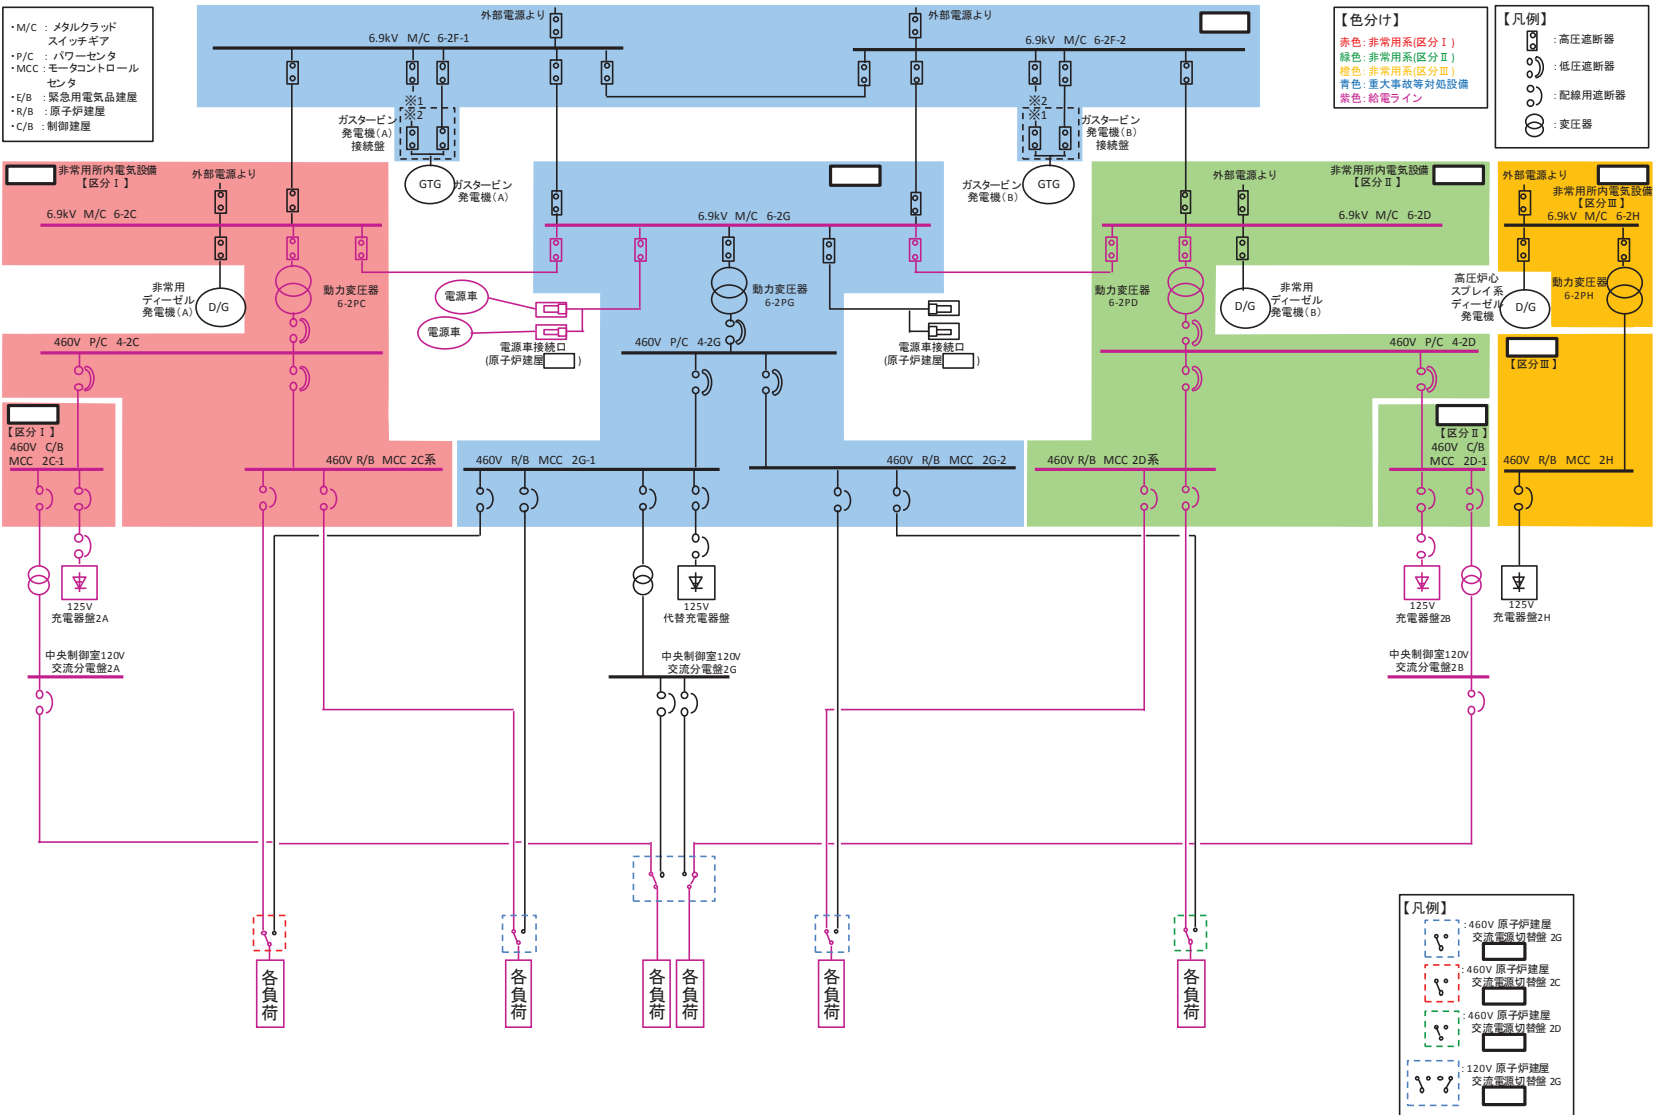 ・M/C ：メタルクラッド
スイッチギア
・P/C ：パワーセンタ
・MCC：モータコントロール
センタ
・E/B ：緊急用電気品建屋
・R/B ：原子炉建屋
・C/B ：制御建屋
外部電源より
6.9kV M/C 6-2F-1
外部電源より
6.9kV M/C 6-2F-2
【色分け】
赤色：非常用系(区分Ⅰ)
緑色：非常用系(区分Ⅱ)
橙色：非常用系(区分Ⅲ)
青色：重大事故等対処設備
紫色：給電ライン
【凡例】
：高圧遮断器
：低圧遮断器
：配線用遮断器
：変圧器
※1
※2
ガスタービン
発電機(A)
接続盤
GTG
ガスタービン
発電機(A)
※2
※1
ガスタービン
発電機(B)
接続盤
GTG
ガスタービン
発電機(B)
非常用所内電気設備
【区分Ⅰ】
外部電源より
6.9kV M/C 6-2C
非常用
ディーゼル
発電機(A)
D/G
動力変圧器
6-2PC
460V P/C 4-2C
【区分Ⅰ】
460V C/B
MCC 2C-1
460V R/B MCC 2C系
6.9kV M/C 6-2G
電源車
電源車
電源車接続口
(原子炉建屋 )
動力変圧器
6-2PG
電源車接続口
(原子炉建屋 )
460V P/C 4-2G
460V R/B MCC 2G-1
460V R/B MCC 2G-2
外部電源より
非常用所内電気設備
【区分Ⅱ】
6.9kV M/C 6-2D
動力変圧器
6-2PD
D/G
非常用
ディーゼル
発電機(B)
460V P/C 4-2D
460V R/B MCC 2D系
【区分Ⅱ】
460V C/B
MCC 2D-1
外部電源より
非常用所内電気設備
【区分Ⅲ】
6.9kV M/C 6-2H
高圧炉心
スプレイ系
ディーゼル
発電機
D/G
動力変圧器
6-2PH
【区分Ⅲ】
460V R/B MCC 2H
125V
充電器盤2A
125V
代替充電器盤
125V
充電器盤2B
125V
充電器盤2H
中央制御室120V
交流分電盤2A
中央制御室120V
交流分電盤2G
中央制御室120V
交流分電盤2B
各負荷
各負荷
各負荷
各負荷
各負荷
各負荷
【凡例】
：460V 原子炉建屋
交流電源切替盤 2G
：460V 原子炉建屋
交流電源切替盤 2C
：460V 原子炉建屋
交流電源切替盤 2D
：120V 原子炉建屋
交流電源切替盤 2G